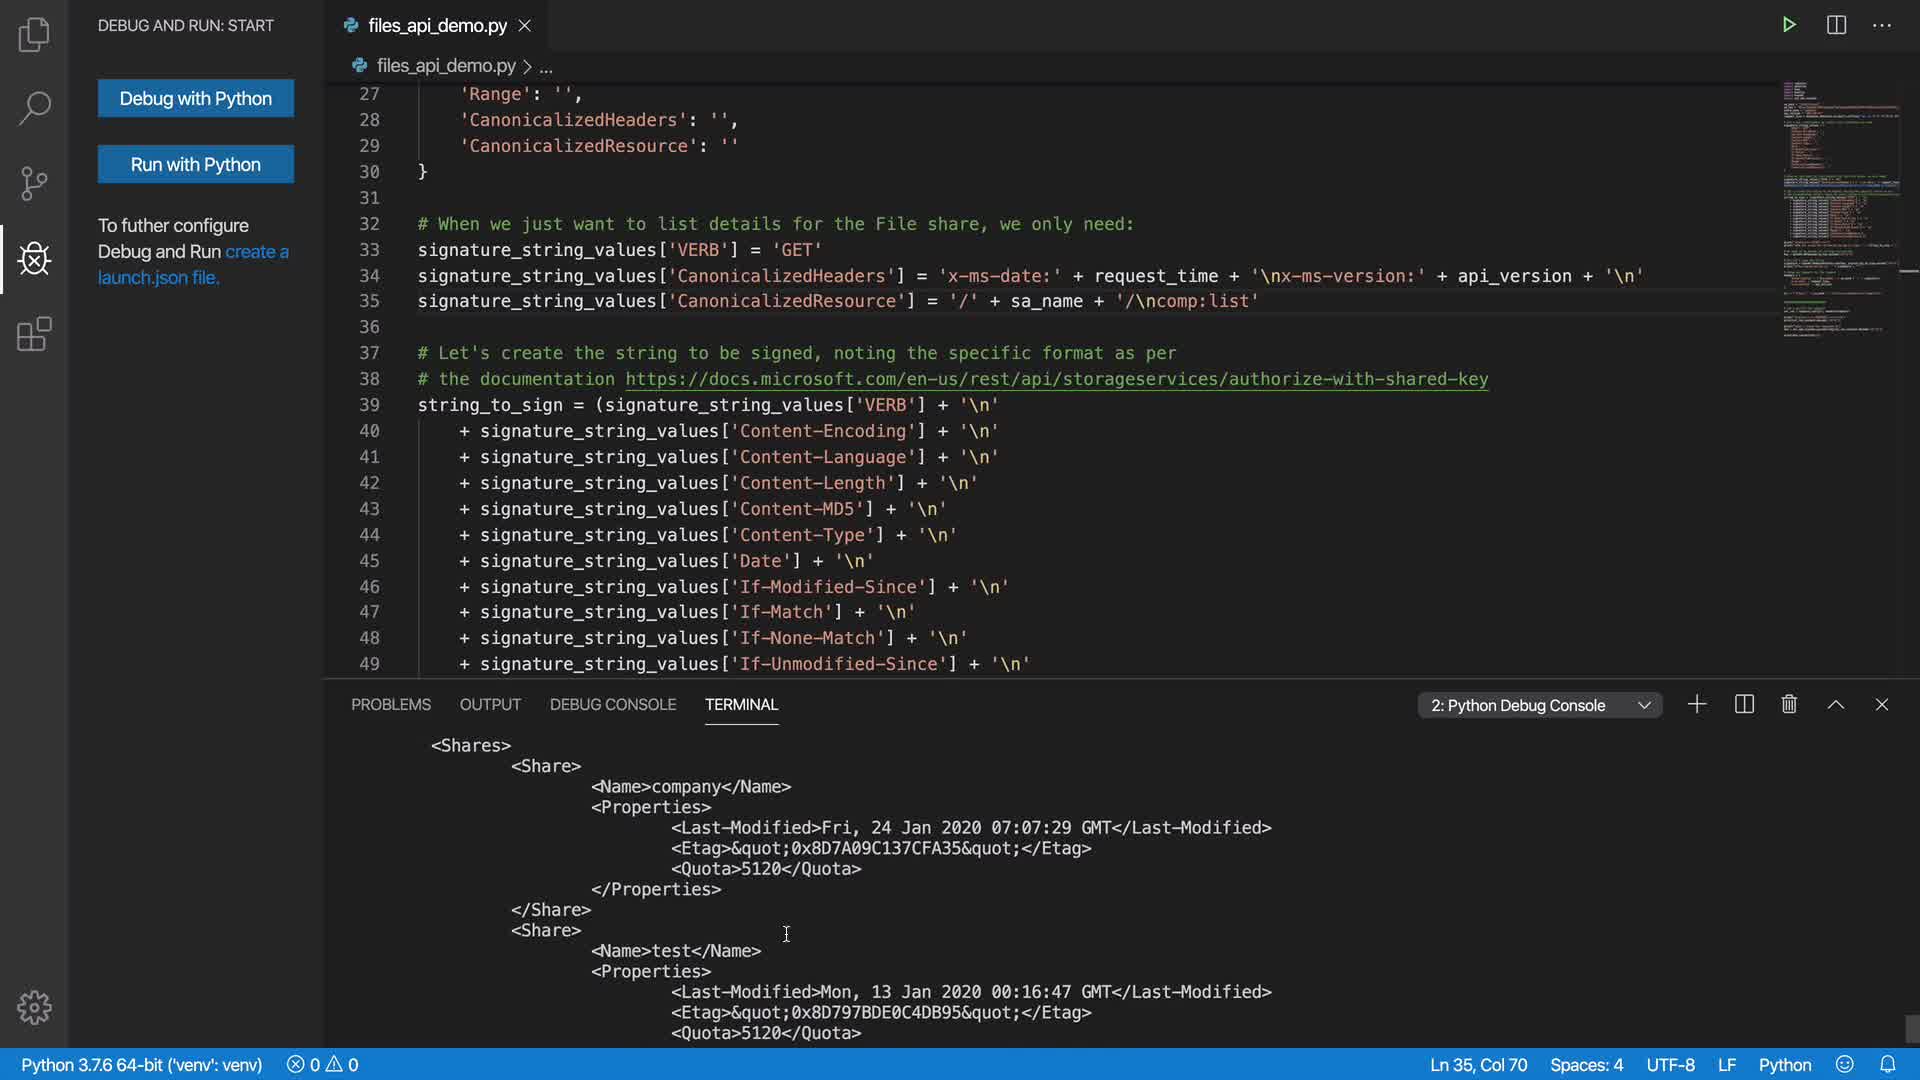 DEBUG AND RUN: START
Debug with Python
Run with Python
To futher configure
Debug and Run create a
launch.json file.
files_api_demo.py
files_api_demo.py > ...
27 'Range': '',
28 'CanonicalizedHeaders': '',
29 'CanonicalizedResource': ''
30 }
31
32 # When we just want to list details for the File share, we only need:
33 signature_string_values['VERB'] = 'GET'
34 signature_string_values['CanonicalizedHeaders'] = 'x-ms-date:' + request_time + '\nx-ms-version:' + api_version + '\n'
35 signature_string_values['CanonicalizedResource'] = '/' + sa_name + '/\ncomp:list'
36
37 # Let's create the string to be signed, noting the specific format as per
38 # the documentation https://docs.microsoft.com/en-us/rest/api/storageservices/authorize-with-shared-key
39 string_to_sign = (signature_string_values['VERB'] + '\n'
40 + signature_string_values['Content-Encoding'] + '\n'
41 + signature_string_values['Content-Language'] + '\n'
42 + signature_string_values['Content-Length'] + '\n'
43 + signature_string_values['Content-MD5'] + '\n'
44 + signature_string_values['Content-Type'] + '\n'
45 + signature_string_values['Date'] + '\n'
46 + signature_string_values['If-Modified-Since'] + '\n'
47 + signature_string_values['If-Match'] + '\n'
48 + signature_string_values['If-None-Match'] + '\n'
49 + signature_string_values['If-Unmodified-Since'] + '\n'
PROBLEMS OUTPUT DEBUG CONSOLE TERMINAL 2: Python Debug Console
<Shares>
<Share>
<Name>company</Name>
<Properties>
<Last-Modified>Fri, 24 Jan 2020 07:07:29 GMT</Last-Modified>
<Etag>&quot;0x8D7A09C137CFA35&quot;</Etag>
<Quota>5120</Quota>
</Properties>
</Share>
<Share>
<Name>test</Name>
<Properties>
<Last-Modified>Mon, 13 Jan 2020 00:16:47 GMT</Last-Modified>
<Etag>&quot;0x8D797BDE0C4DB95&quot;</Etag>
<Quota>5120</Quota>
Python 3.7.6 64-bit ('venv': venv) 0 0 Ln 35, Col 70 Spaces: 4 UTF-8 LF Python